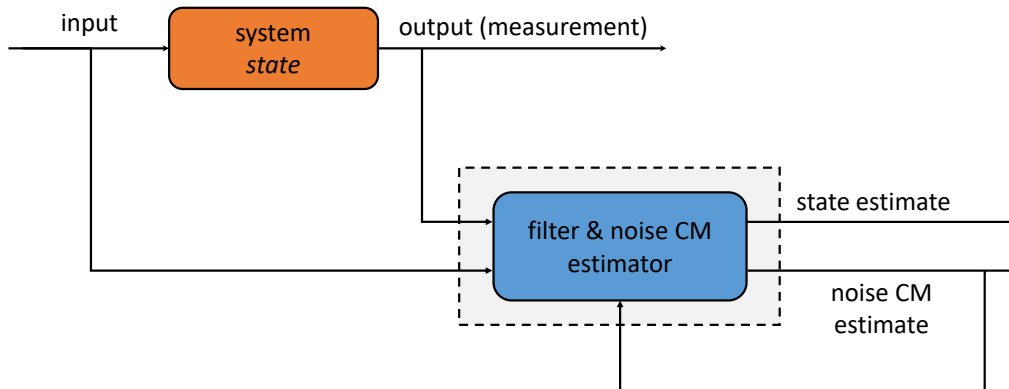 input
system
state
output (measurement)
filter & noise CM
estimator
state estimate
noise CM
estimate